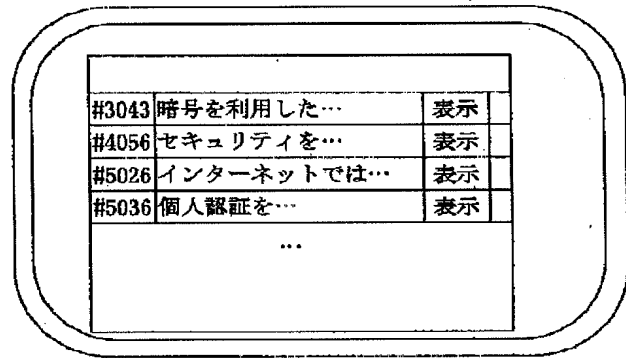 #3043 暗号を利用した… 表示
#4056 セキュリティを… 表示
#5026 インターネットでは… 表示
#5036 個人認証を… 表示
…